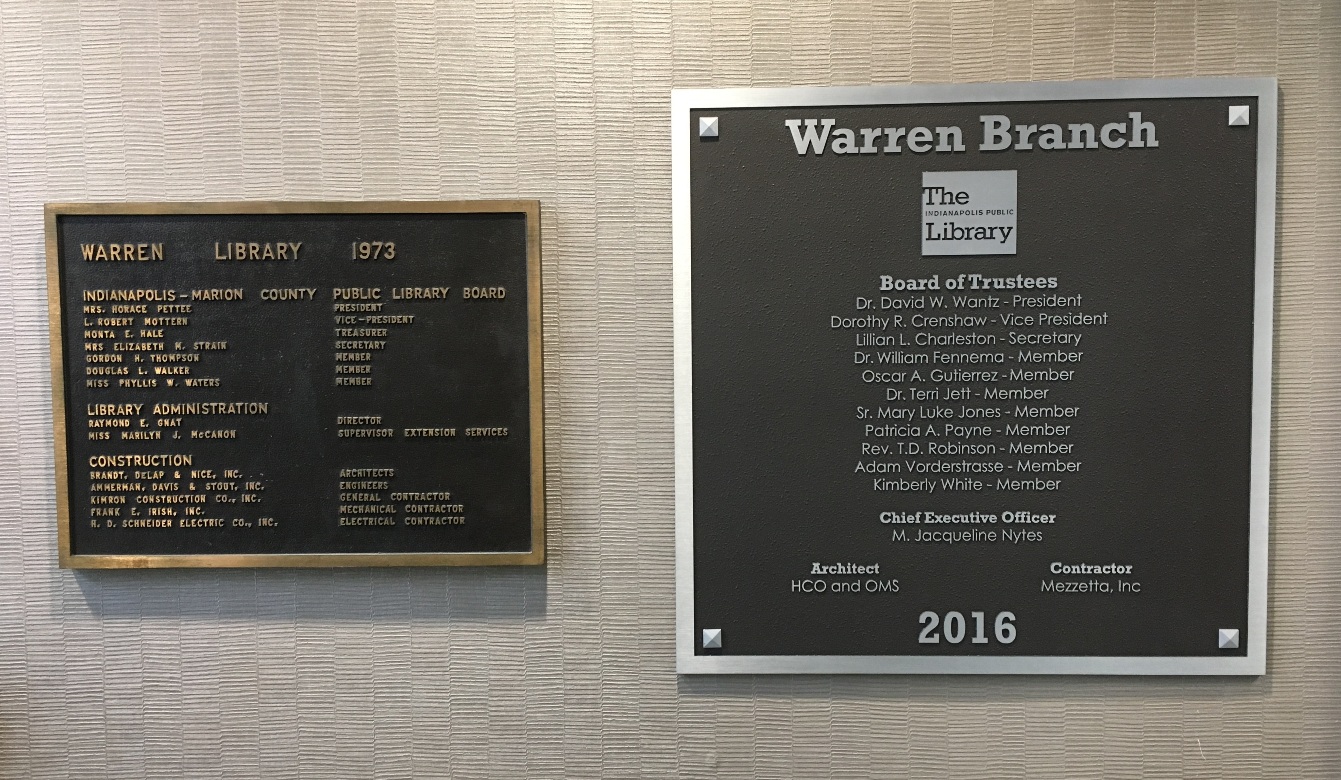 WARREN LIBRARY 1973
INDIANAPOLIS-MARION COUNTY PUBLIC LIBRARY BOARD
MRS. HORACE PETTEE PRESIDENT
L. ROBERT MOTTERN VICE-PRESIDENT
MONTA E. HALE TREASURER
MRS ELIZABETH M. STRAIN SECRETARY
GORDON H. THOMPSON MEMBER
DOUGLAS L. WALKER MEMBER
MISS PHYLLIS W. WATERS MEMBER
LIBRARY ADMINISTRATION
RAYMOND E. GNAT DIRECTOR
MISS MARILYN J. McCANON SUPERVISOR EXTENSION SERVICES
CONSTRUCTION
BRANDT, DELAP & NICE, INC. ARCHITECTS
AMMERMAN, DAVIS & STOUT, INC. ENGINEERS
KIMRON CONSTRUCTION CO., INC. GENERAL CONTRACTOR
FRANK E. IRISH, INC. MECHANICAL CONTRACTOR
H. D. SCHNEIDER ELECTRIC CO., INC. ELECTRICAL CONTRACTOR
Warren Branch
The
INDIANAPOLIS PUBLIC
Library
Board of Trustees
Dr. David W. Wantz - President
Dorothy R. Crenshaw - Vice President
Lillian L. Charleston - Secretary
Dr. William Fennema - Member
Oscar A. Gutierrez - Member
Dr. Terri Jett - Member
Sr. Mary Luke Jones - Member
Patricia A. Payne - Member
Rev. T.D. Robinson - Member
Adam Vorderstrasse - Member
Kimberly White - Member
Chief Executive Officer
M. Jacqueline Nytes
Architect Contractor
HCO and OMS Mezzetta, Inc
2016